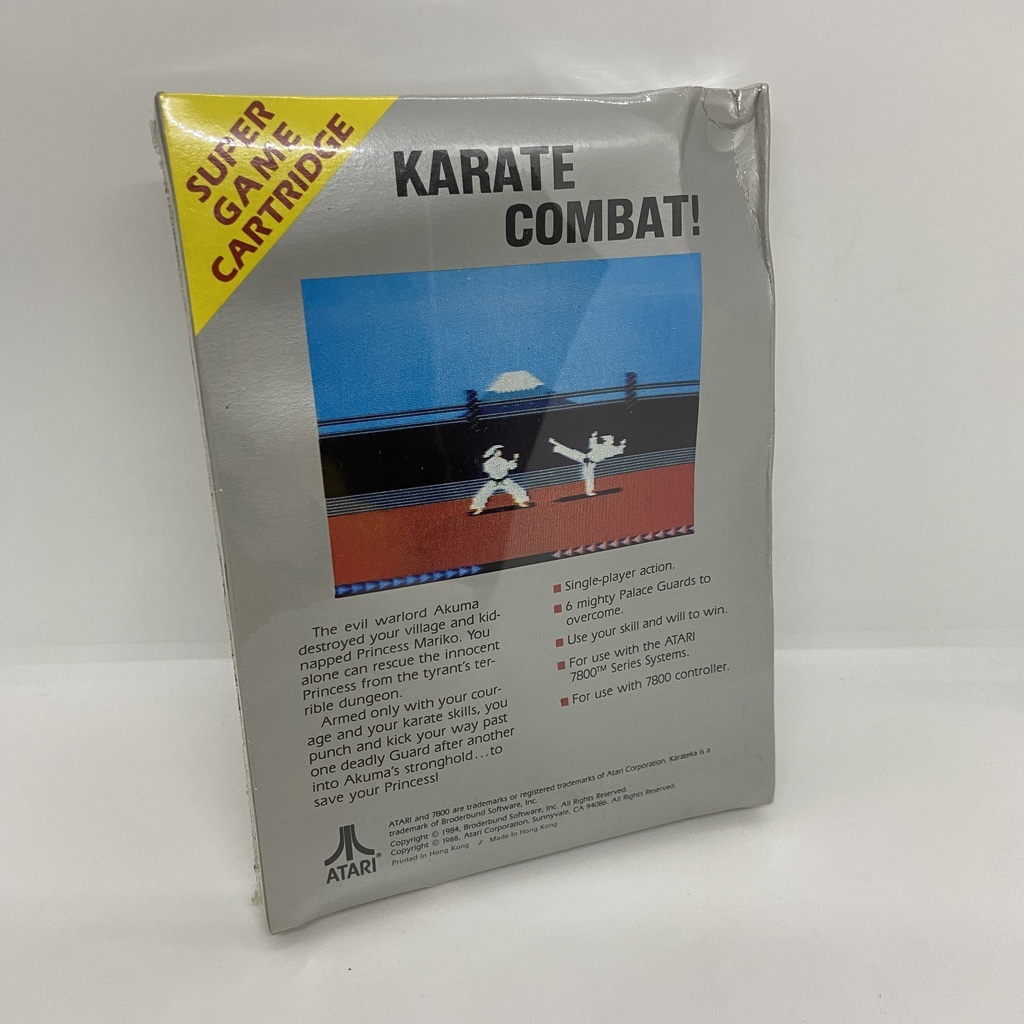 SUPER
GAME
CARTRIDGE
KARATE
COMBAT!
The evil warlord Akuma
destroyed your village and kid-
napped Princess Mariko. You
alone can rescue the innocent
Princess from the tyrant's ter-
rible dungeon.
Armed only with your cour-
age and your karate skills, you
punch and kick your way past
one deadly Guard after another
into Akuma's stronghold...to
save your Princess!
Single-player action.
6 mighty Palace Guards to
overcome.
Use your skill and will to win.
For use with the ATARI
7800™ Series Systems.
For use with 7800 controller.
ATARI and 7800 are trademarks or registered trademarks of Atari Corporation. Karateka is a
trademark of Broderbund Software, Inc.
Copyright © 1984, Broderbund Software, Inc. All Rights Reserved.
Copyright © 1988, Atari Corporation, Sunnyvale, CA 94086. All Rights Reserved.
Printed in Hong Kong / Made in Hong Kong
ATARI®